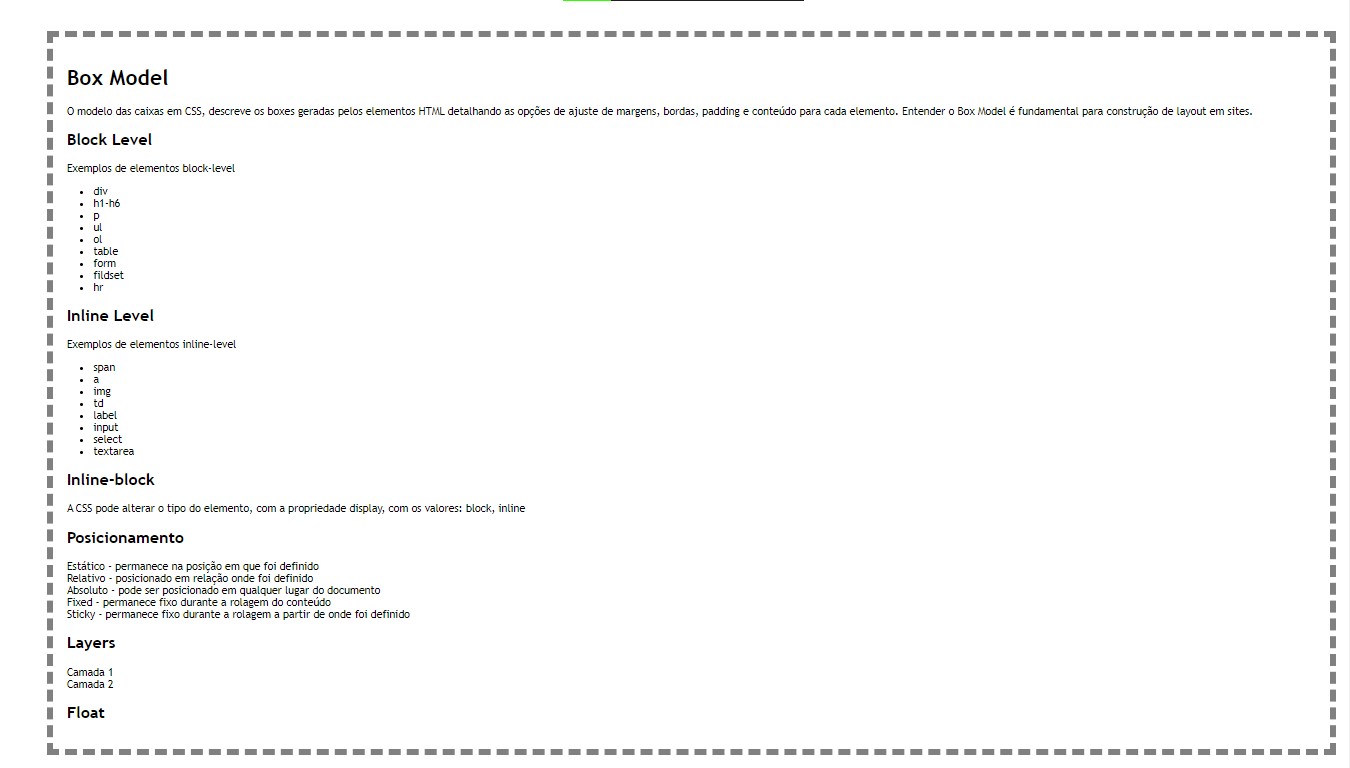 Box Model
O modelo das caixas em CSS, descreve os boxes geradas pelos elementos HTML detalhando as opções de ajuste de margens, bordas, padding e conteúdo para cada elemento. Entender o Box Model é fundamental para construção de layout em sites.
Block Level
Exemplos de elementos block-level
• div
• h1-h6
• p
• ul
• ol
• table
• form
• fildset
• hr
Inline Level
Exemplos de elementos inline-level
• span
• a
• img
• td
• label
• input
• select
• textarea
Inline-block
A CSS pode alterar o tipo do elemento, com a propriedade display, com os valores: block, inline
Posicionamento
Estático - permanece na posição em que foi definido
Relativo - posicionado em relação onde foi definido
Absoluto - pode ser posicionado em qualquer lugar do documento
Fixed - permanece fixo durante a rolagem do conteúdo
Sticky - permanece fixo durante a rolagem a partir de onde foi definido
Layers
Camada 1
Camada 2
Float